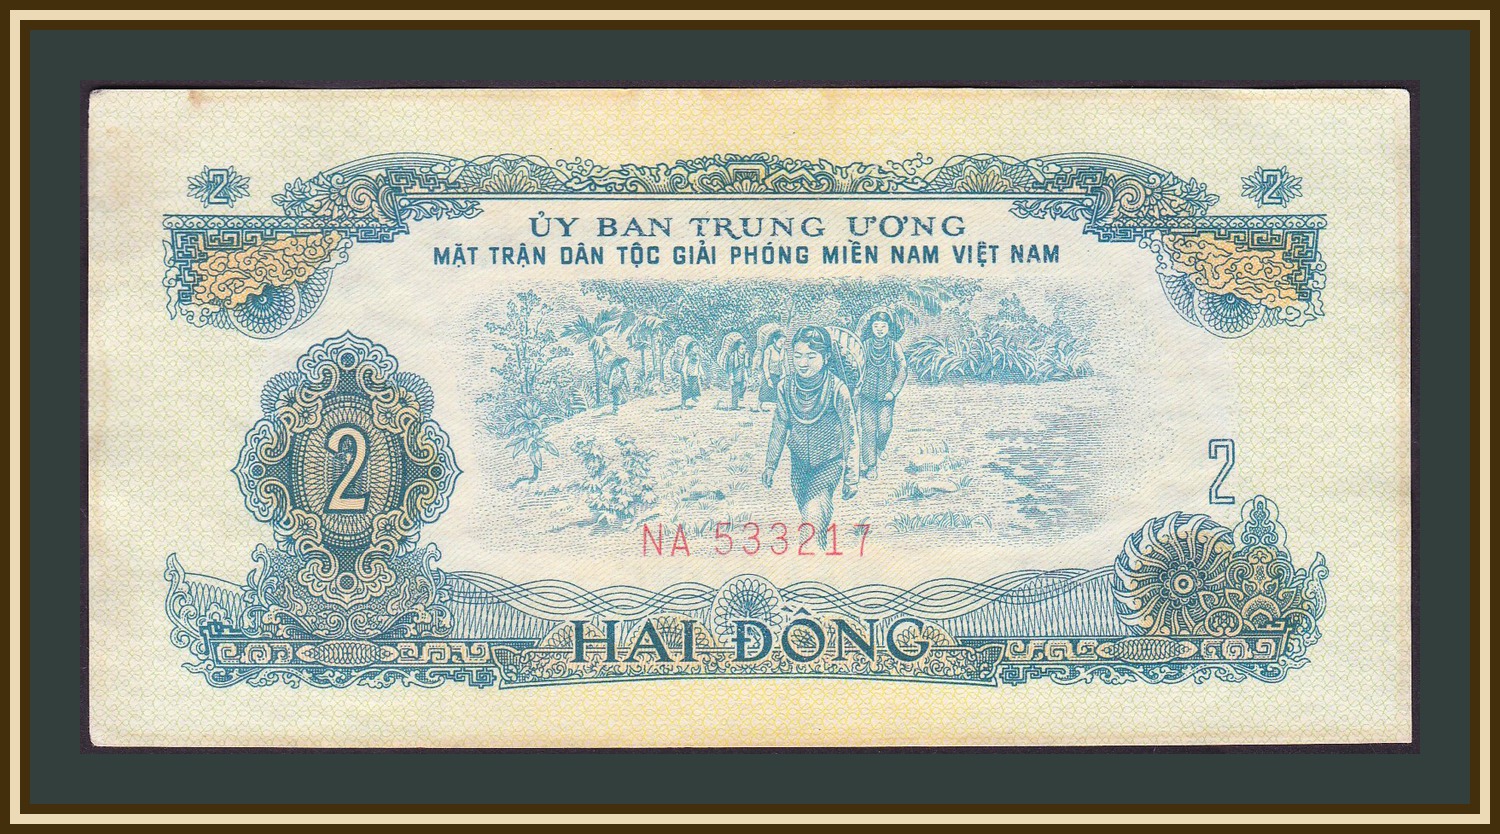 2 2
ỦY BAN TRUNG ƯƠNG
MẶT TRẬN DÂN TỘC GIẢI PHÓNG MIỀN NAM VIỆT NAM
2
2
NA 533217
HAI ĐỒNG